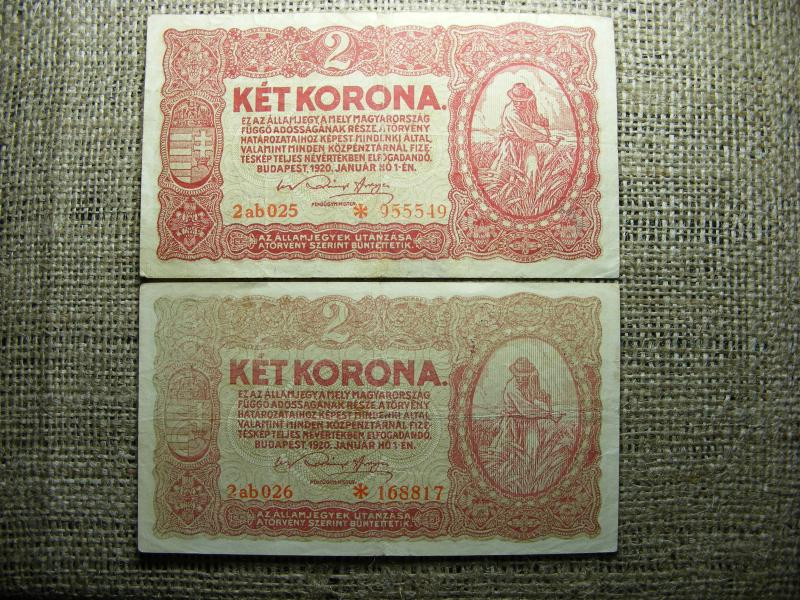 2
KÉT KORONA.
EZ AZ ÁLLAMJEGY, A MELY MAGYARORSZÁG
FÜGGŐ ADÓSSÁGÁNAK RÉSZE, A TÖRVÉNY
HATÁROZATAIHOZ KÉPEST MINDENKI ÁLTAL,
VALAMINT MINDEN KÖZPÉNZTÁRNÁL FIZE-
TÉSKÉP TELJES NÉVÉRTÉKBEN ELFOGADANDÓ.
BUDAPEST, 1920. JANUÁR HÓ 1-ÉN.
PÉNZÜGYMINISTER.
2ab025 * 955549
AZ ÁLLAMJEGYEK UTÁNZÁSA
A TÖRVÉNY SZERINT BÜNTETTETIK.
2
KÉT KORONA.
EZ AZ ÁLLAMJEGY, A MELY MAGYARORSZÁG
FÜGGŐ ADÓSSÁGÁNAK RÉSZE, A TÖRVÉNY
HATÁROZATAIHOZ KÉPEST MINDENKI ÁLTAL,
VALAMINT MINDEN KÖZPÉNZTÁRNÁL FIZE-
TÉSKÉP TELJES NÉVÉRTÉKBEN ELFOGADANDÓ.
BUDAPEST, 1920. JANUÁR HÓ 1-ÉN.
PÉNZÜGYMINISTER.
2ab026 * 168817
AZ ÁLLAMJEGYEK UTÁNZÁSA
A TÖRVÉNY SZERINT BÜNTETTETIK.